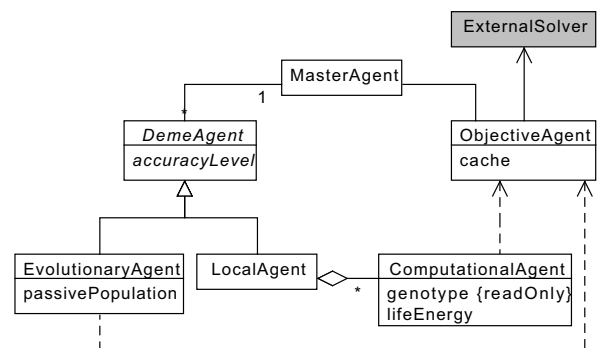 ExternalSolver
MasterAgent
1
*
DemeAgent
accuracyLevel
ObjectiveAgent
cache
EvolutionaryAgent
passivePopulation
LocalAgent
*
ComputationalAgent
genotype {readOnly}
lifeEnergy